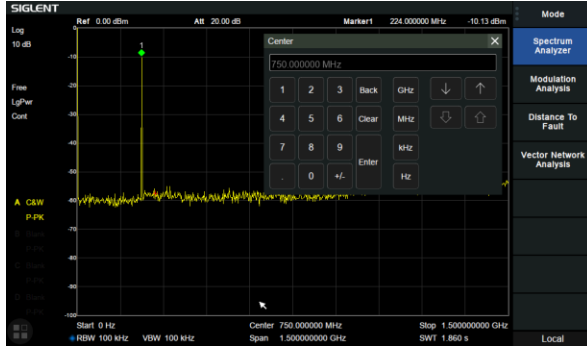 SIGLENT
Ref 0.00 dBm Att 20.00 dB Marker1 224.000000 MHz -10.13 dBm
Log
10 dB
Free
LgPwr
Cont
A C&W
P-PK
0
-10
-20
-30
-40
-50
-60
-70
-80
-90
-100
1
Center X
750.000000 MHz
1 2 3 Back GHz
4 5 6 Clear MHz
7 8 9 Enter kHz
. 0 +/- Hz
Start 0 Hz Center 750.000000 MHz Stop 1.500000000 GHz
RBW 100 kHz VBW 100 kHz Span 1.500000000 GHz SWT 1.860 s
Mode
Spectrum
Analyzer
Modulation
Analysis
Distance To
Fault
Vector Network
Analysis
Local